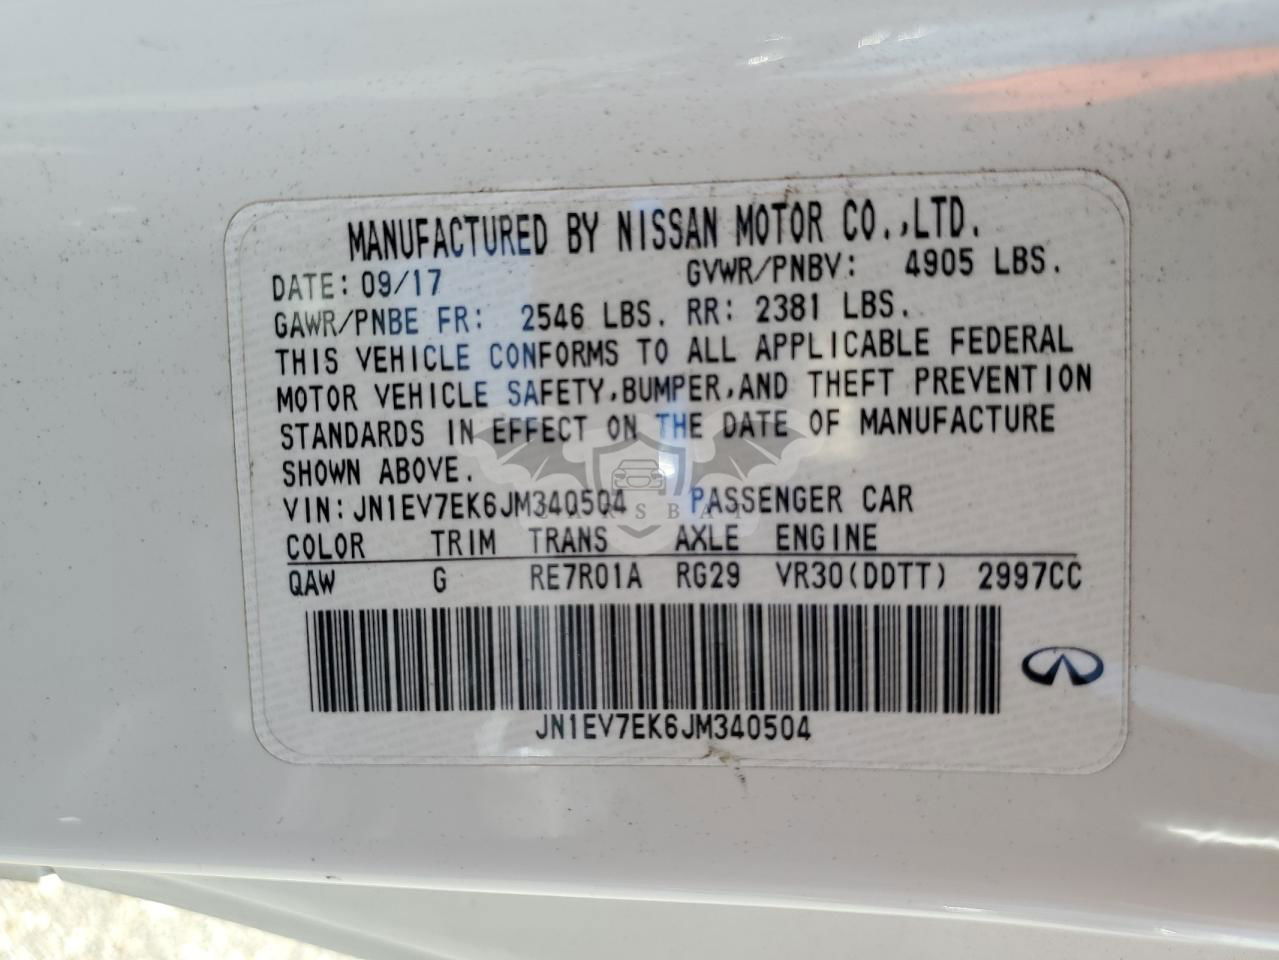 MANUFACTURED BY NISSAN MOTOR CO.,LTD.
DATE: 09/17 GVWR/PNBV: 4905 LBS.
GAWR/PNBE FR: 2546 LBS. RR: 2381 LBS.
THIS VEHICLE CONFORMS TO ALL APPLICABLE FEDERAL
MOTOR VEHICLE SAFETY,BUMPER,AND THEFT PREVENTION
STANDARDS IN EFFECT ON THE DATE OF MANUFACTURE
SHOWN ABOVE.
VIN:JN1EV7EK6JM340504 PASSENGER CAR
CARSBAT
COLOR TRIM TRANS AXLE ENGINE
QAW G RE7R01A RG29 VR30(DDTT) 2997CC
JN1EV7EK6JM340504